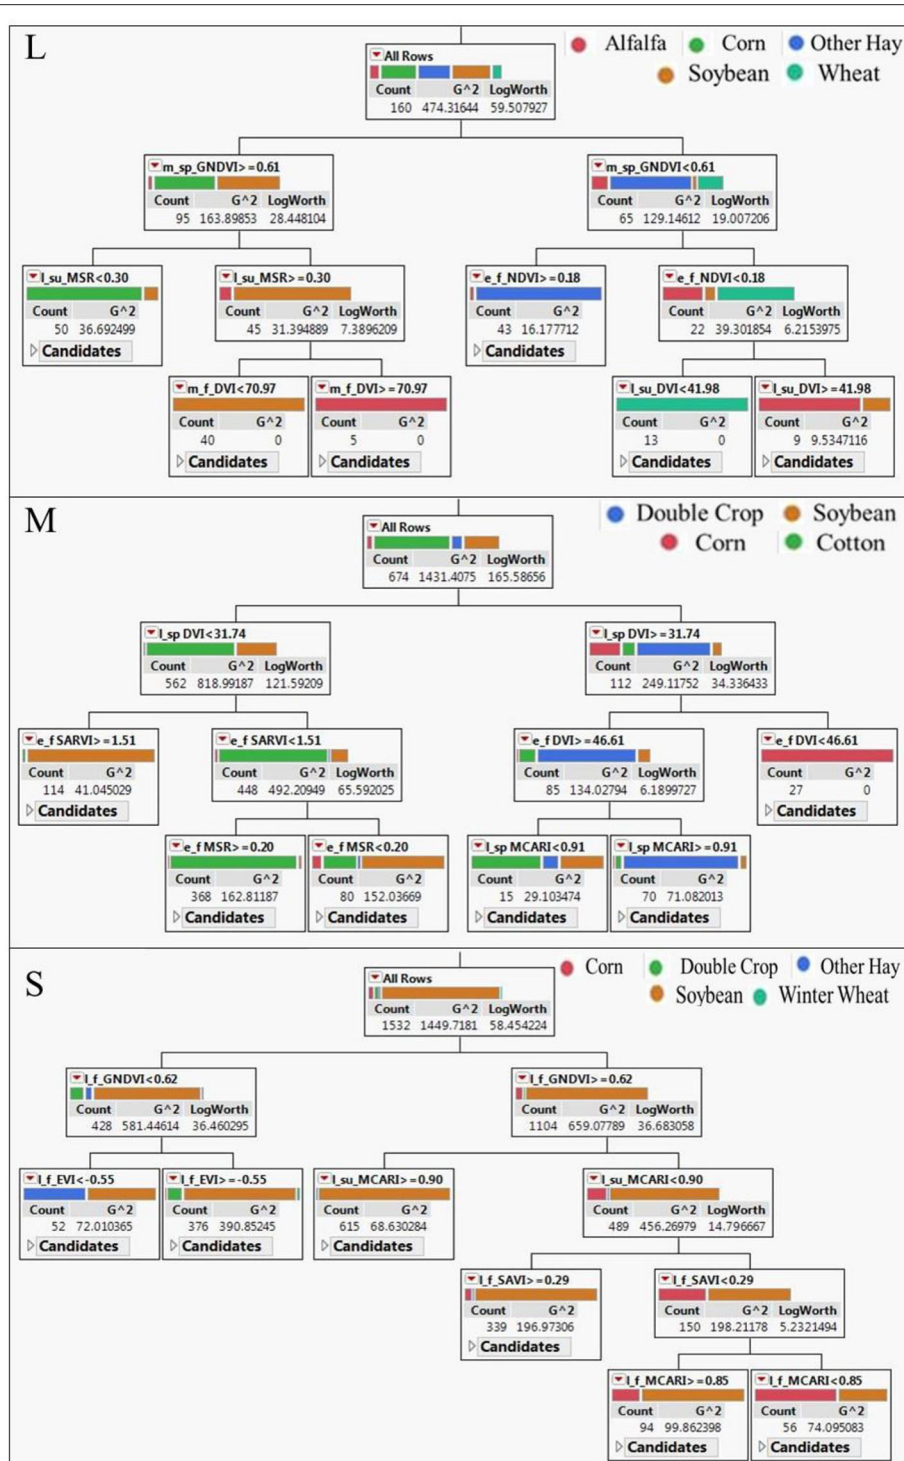 L
Alfalfa Corn Other Hay
Soybean Wheat
All Rows
Count G^2 LogWorth
160 474.31644 59.507927
m_sp_GNDVI>=0.61
Count G^2 LogWorth
95 163.89853 28.448104
m_sp_GNDVI<0.61
Count G^2 LogWorth
65 129.14612 19.007206
l_su_MSR<0.30
Count G^2
50 36.692499
Candidates
l_su_MSR>=0.30
Count G^2 LogWorth
45 31.394889 7.3896209
e_f_NDVI>=0.18
Count G^2
43 16.177712
Candidates
e_f_NDVI<0.18
Count G^2 LogWorth
22 39.301854 6.2153975
m_f_DVI<70.97
Count G^2
40 0
Candidates
m_f_DVI>=70.97
Count G^2
5 0
Candidates
l_su_DVI<41.98
Count G^2
13 0
Candidates
l_su_DVI>=41.98
Count G^2
9 9.5347116
Candidates
M
Double Crop Soybean
Corn Cotton
All Rows
Count G^2 LogWorth
674 1431.4075 165.58656
l_sp DVI<31.74
Count G^2 LogWorth
562 818.99187 121.59209
l_sp DVI>=31.74
Count G^2 LogWorth
112 249.11752 34.336433
e_f SARVI>=1.51
Count G^2
114 41.045029
Candidates
e_f SARVI<1.51
Count G^2 LogWorth
448 492.20949 65.592025
e_f DVI>=46.61
Count G^2 LogWorth
85 134.02794 6.1899727
e_f DVI<46.61
Count G^2
27 0
Candidates
e_f MSR>=0.20
Count G^2
368 162.81187
Candidates
e_f MSR<0.20
Count G^2
80 152.03669
Candidates
l_sp MCARI<0.91
Count G^2
15 29.103474
Candidates
l_sp MCARI>=0.91
Count G^2
70 71.082013
Candidates
S
Corn Double Crop Other Hay
Soybean Winter Wheat
All Rows
Count G^2 LogWorth
1532 1449.7181 58.454224
l_f_GNDVI<0.62
Count G^2 LogWorth
428 581.44614 36.460295
l_f_GNDVI>=0.62
Count G^2 LogWorth
1104 659.07789 36.683058
l_f_EVI<-0.55
Count G^2
52 72.010365
Candidates
l_f_EVI>=-0.55
Count G^2
376 390.85245
Candidates
l_su_MCARI>=0.90
Count G^2
615 68.630284
Candidates
l_su_MCARI<0.90
Count G^2 LogWorth
489 456.26979 14.796667
l_f_SAVI>=0.29
Count G^2
339 196.97306
Candidates
l_f_SAVI<0.29
Count G^2 LogWorth
150 198.21178 5.2321494
l_f_MCARI>=0.85
Count G^2
94 99.862398
Candidates
l_f_MCARI<0.85
Count G^2
56 74.095083
Candidates